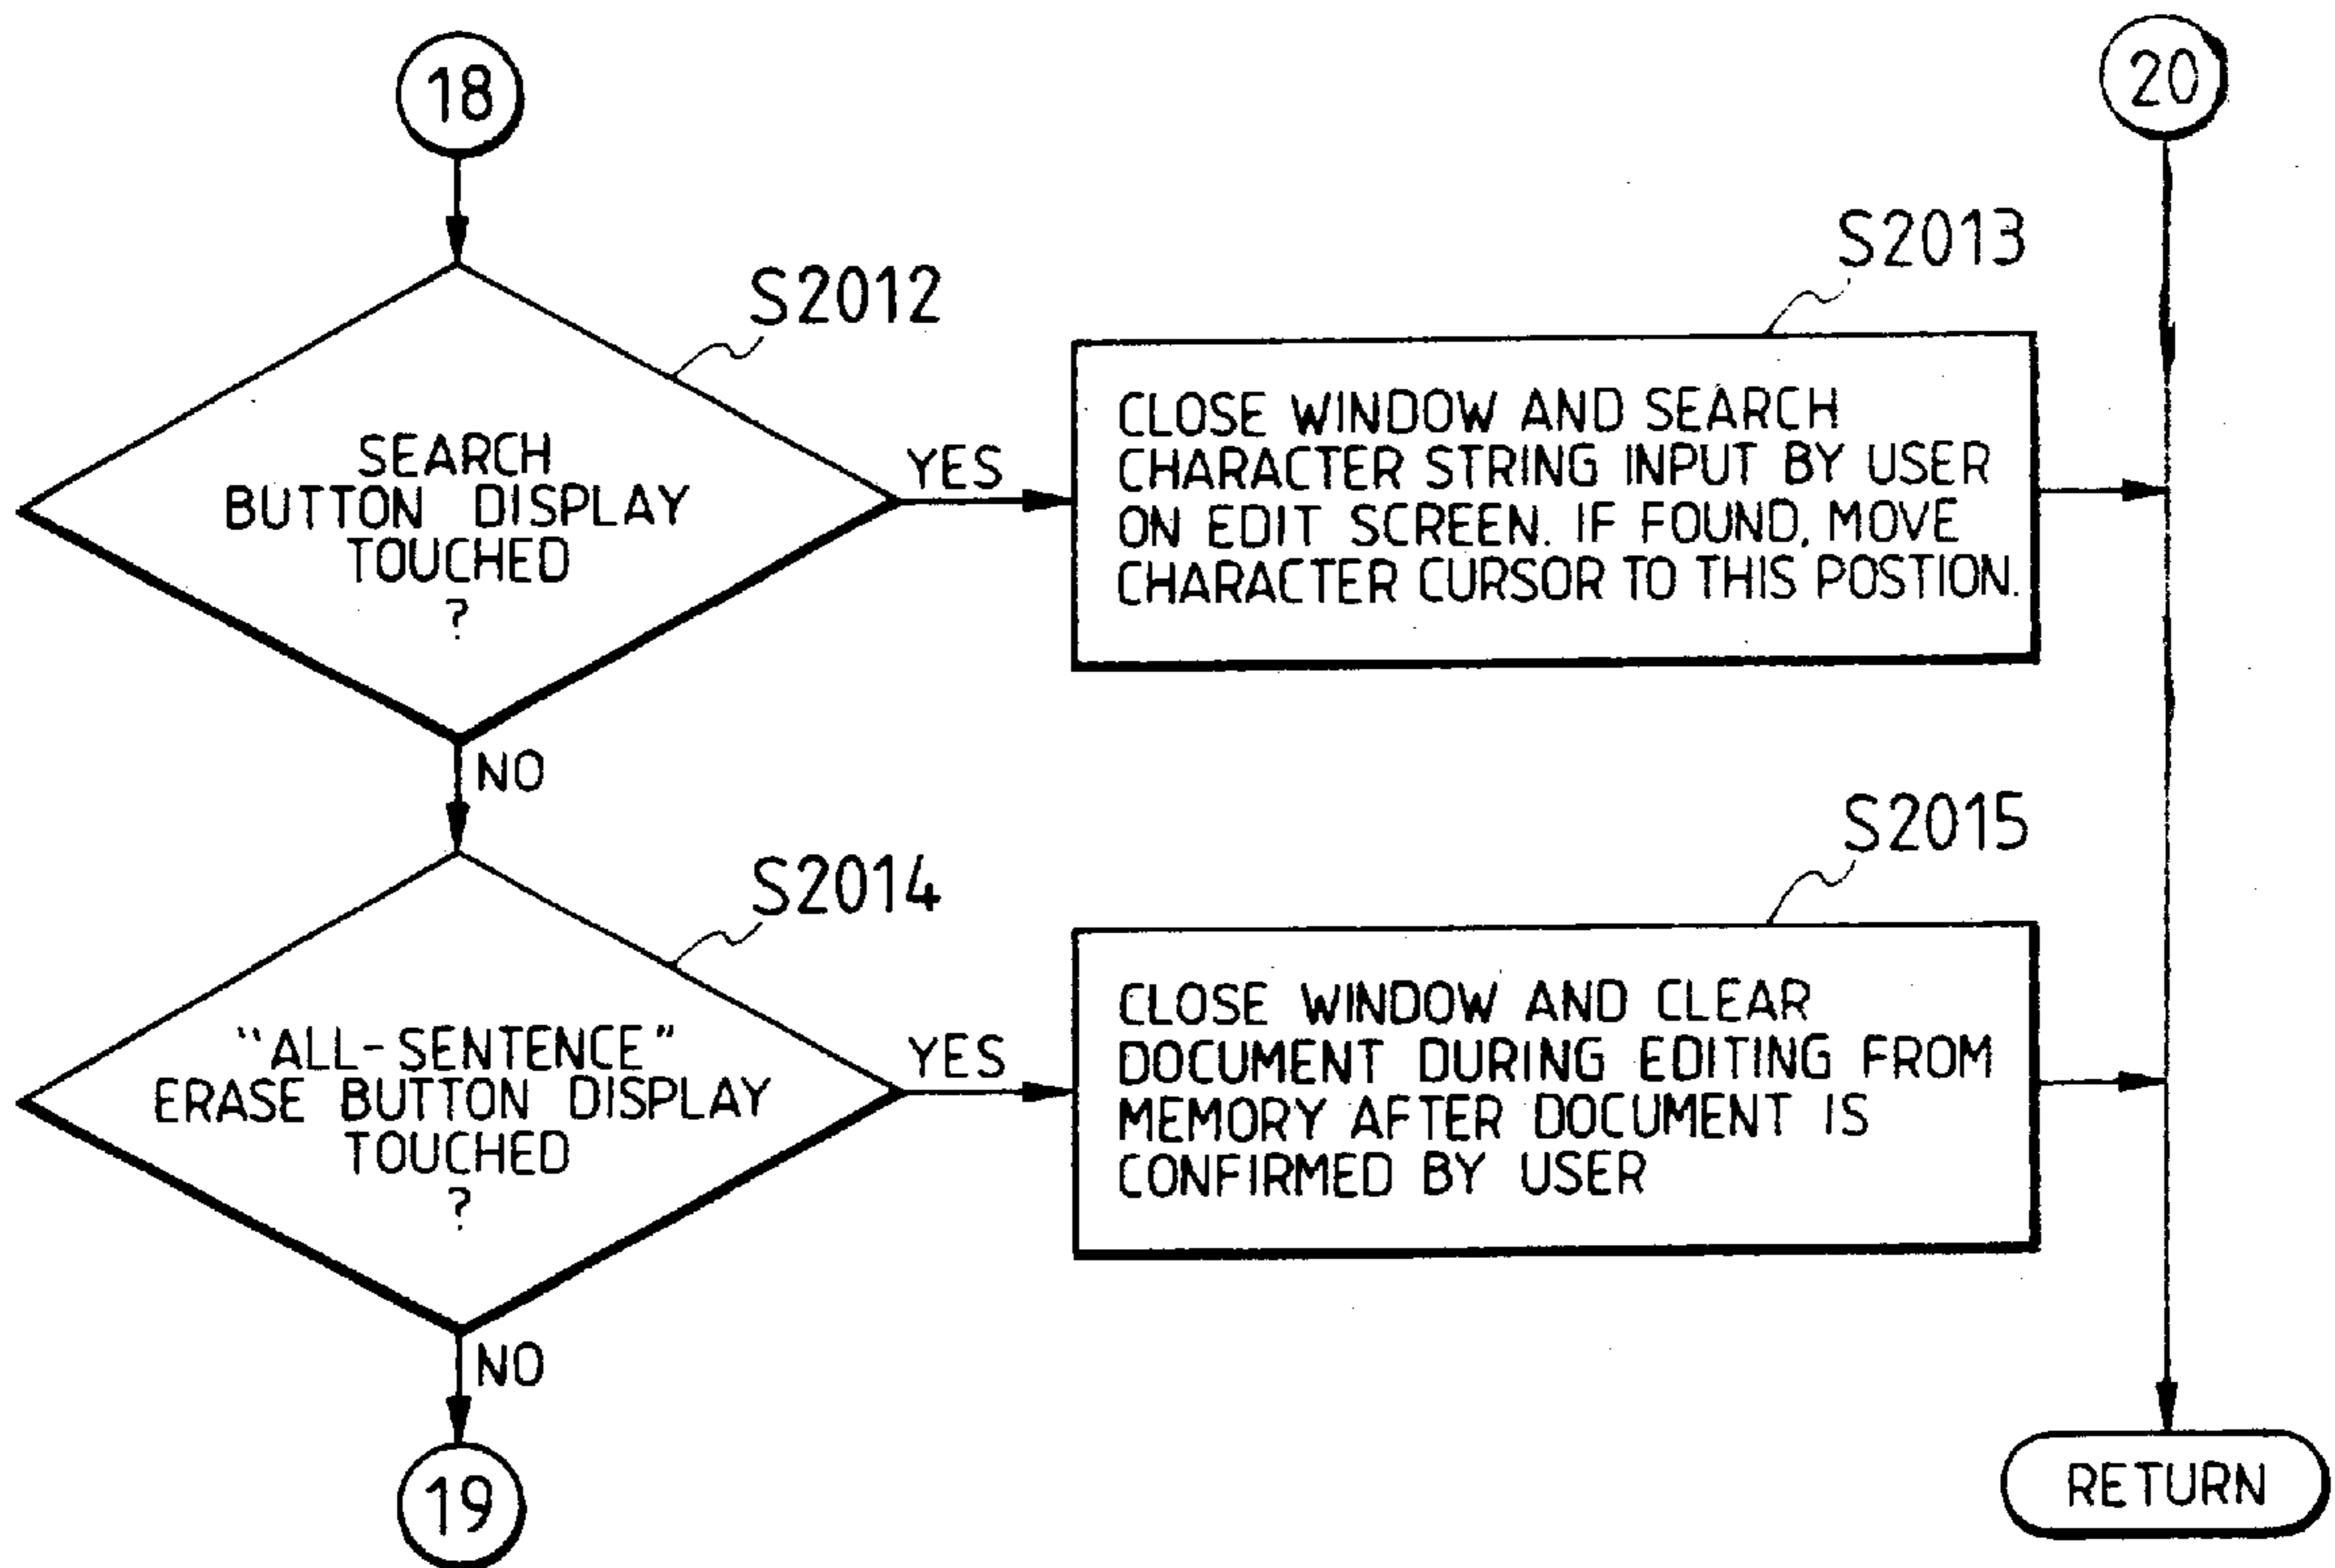 18
20
S2012
S2013
SEARCH
BUTTON DISPLAY
TOUCHED
?
YES
CLOSE WINDOW AND SEARCH
CHARACTER STRING INPUT BY USER
ON EDIT SCREEN. IF FOUND, MOVE
CHARACTER CURSOR TO THIS POSTION.
NO
S2014
S2015
"ALL-SENTENCE"
ERASE BUTTON DISPLAY
TOUCHED
?
YES
CLOSE WINDOW AND CLEAR
DOCUMENT DURING EDITING FROM
MEMORY AFTER DOCUMENT IS
CONFIRMED BY USER
NO
19
RETURN